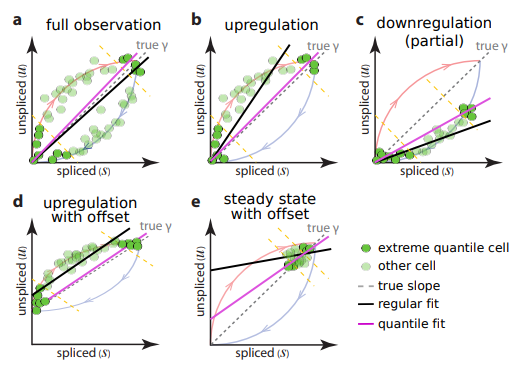 a full observation
b upregulation
c downregulation
(partial)
true γ
true γ
true γ
unspliced (u)
unspliced (u)
unspliced (u)
spliced (s)
spliced (s)
spliced (s)
d upregulation
with offset
e steady state
with offset
true γ
true γ
unspliced (u)
unspliced (u)
spliced (s)
spliced (s)
extreme quantile cell
other cell
true slope
regular fit
quantile fit